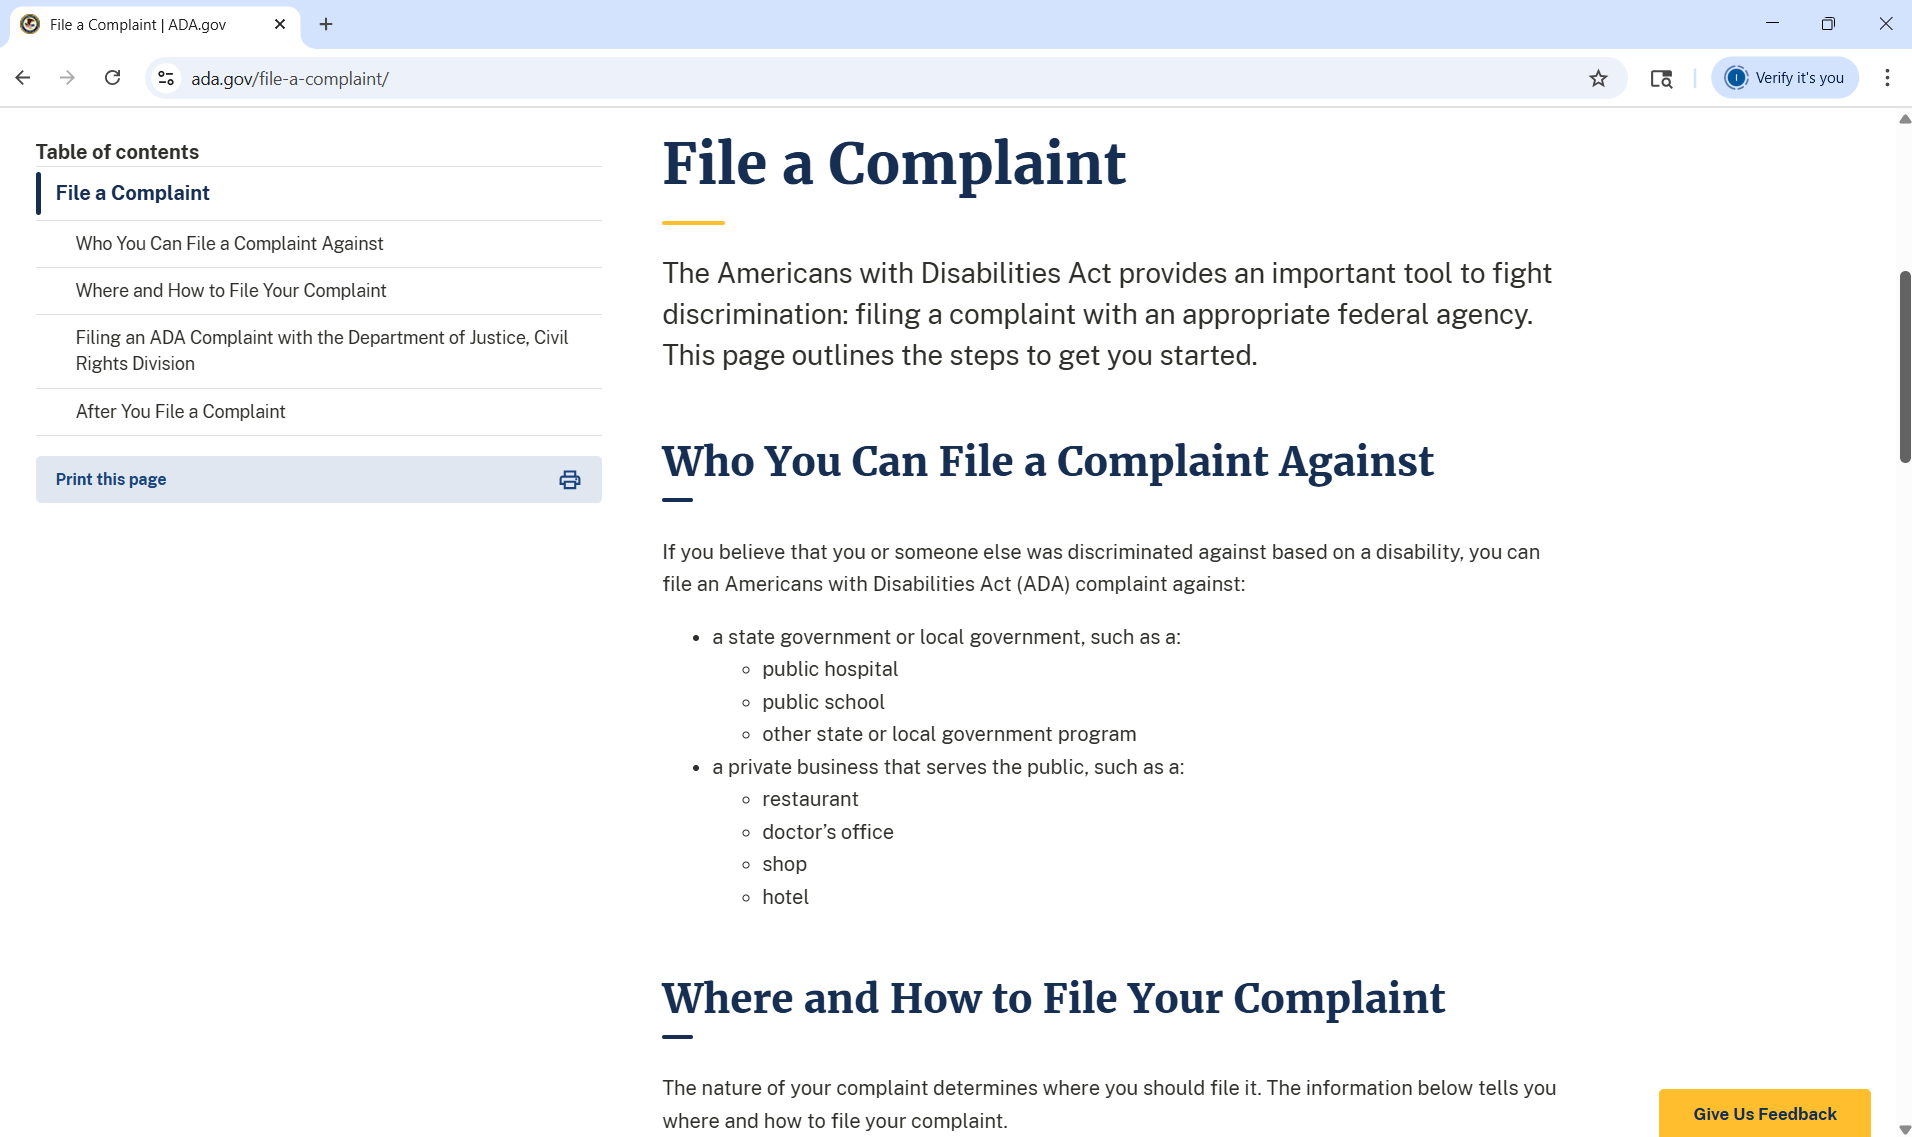 File a Complaint | ADA.gov
ada.gov/file-a-complaint/
Verify it's you
Table of contents
File a Complaint
Who You Can File a Complaint Against
Where and How to File Your Complaint
Filing an ADA Complaint with the Department of Justice, Civil
Rights Division
After You File a Complaint
Print this page
File a Complaint
The Americans with Disabilities Act provides an important tool to fight
discrimination: filing a complaint with an appropriate federal agency.
This page outlines the steps to get you started.
Who You Can File a Complaint Against
If you believe that you or someone else was discriminated against based on a disability, you can
file an Americans with Disabilities Act (ADA) complaint against:
a state government or local government, such as a:
public hospital
public school
other state or local government program
a private business that serves the public, such as a:
restaurant
doctor’s office
shop
hotel
Where and How to File Your Complaint
The nature of your complaint determines where you should file it. The information below tells you
where and how to file your complaint.
Give Us Feedback